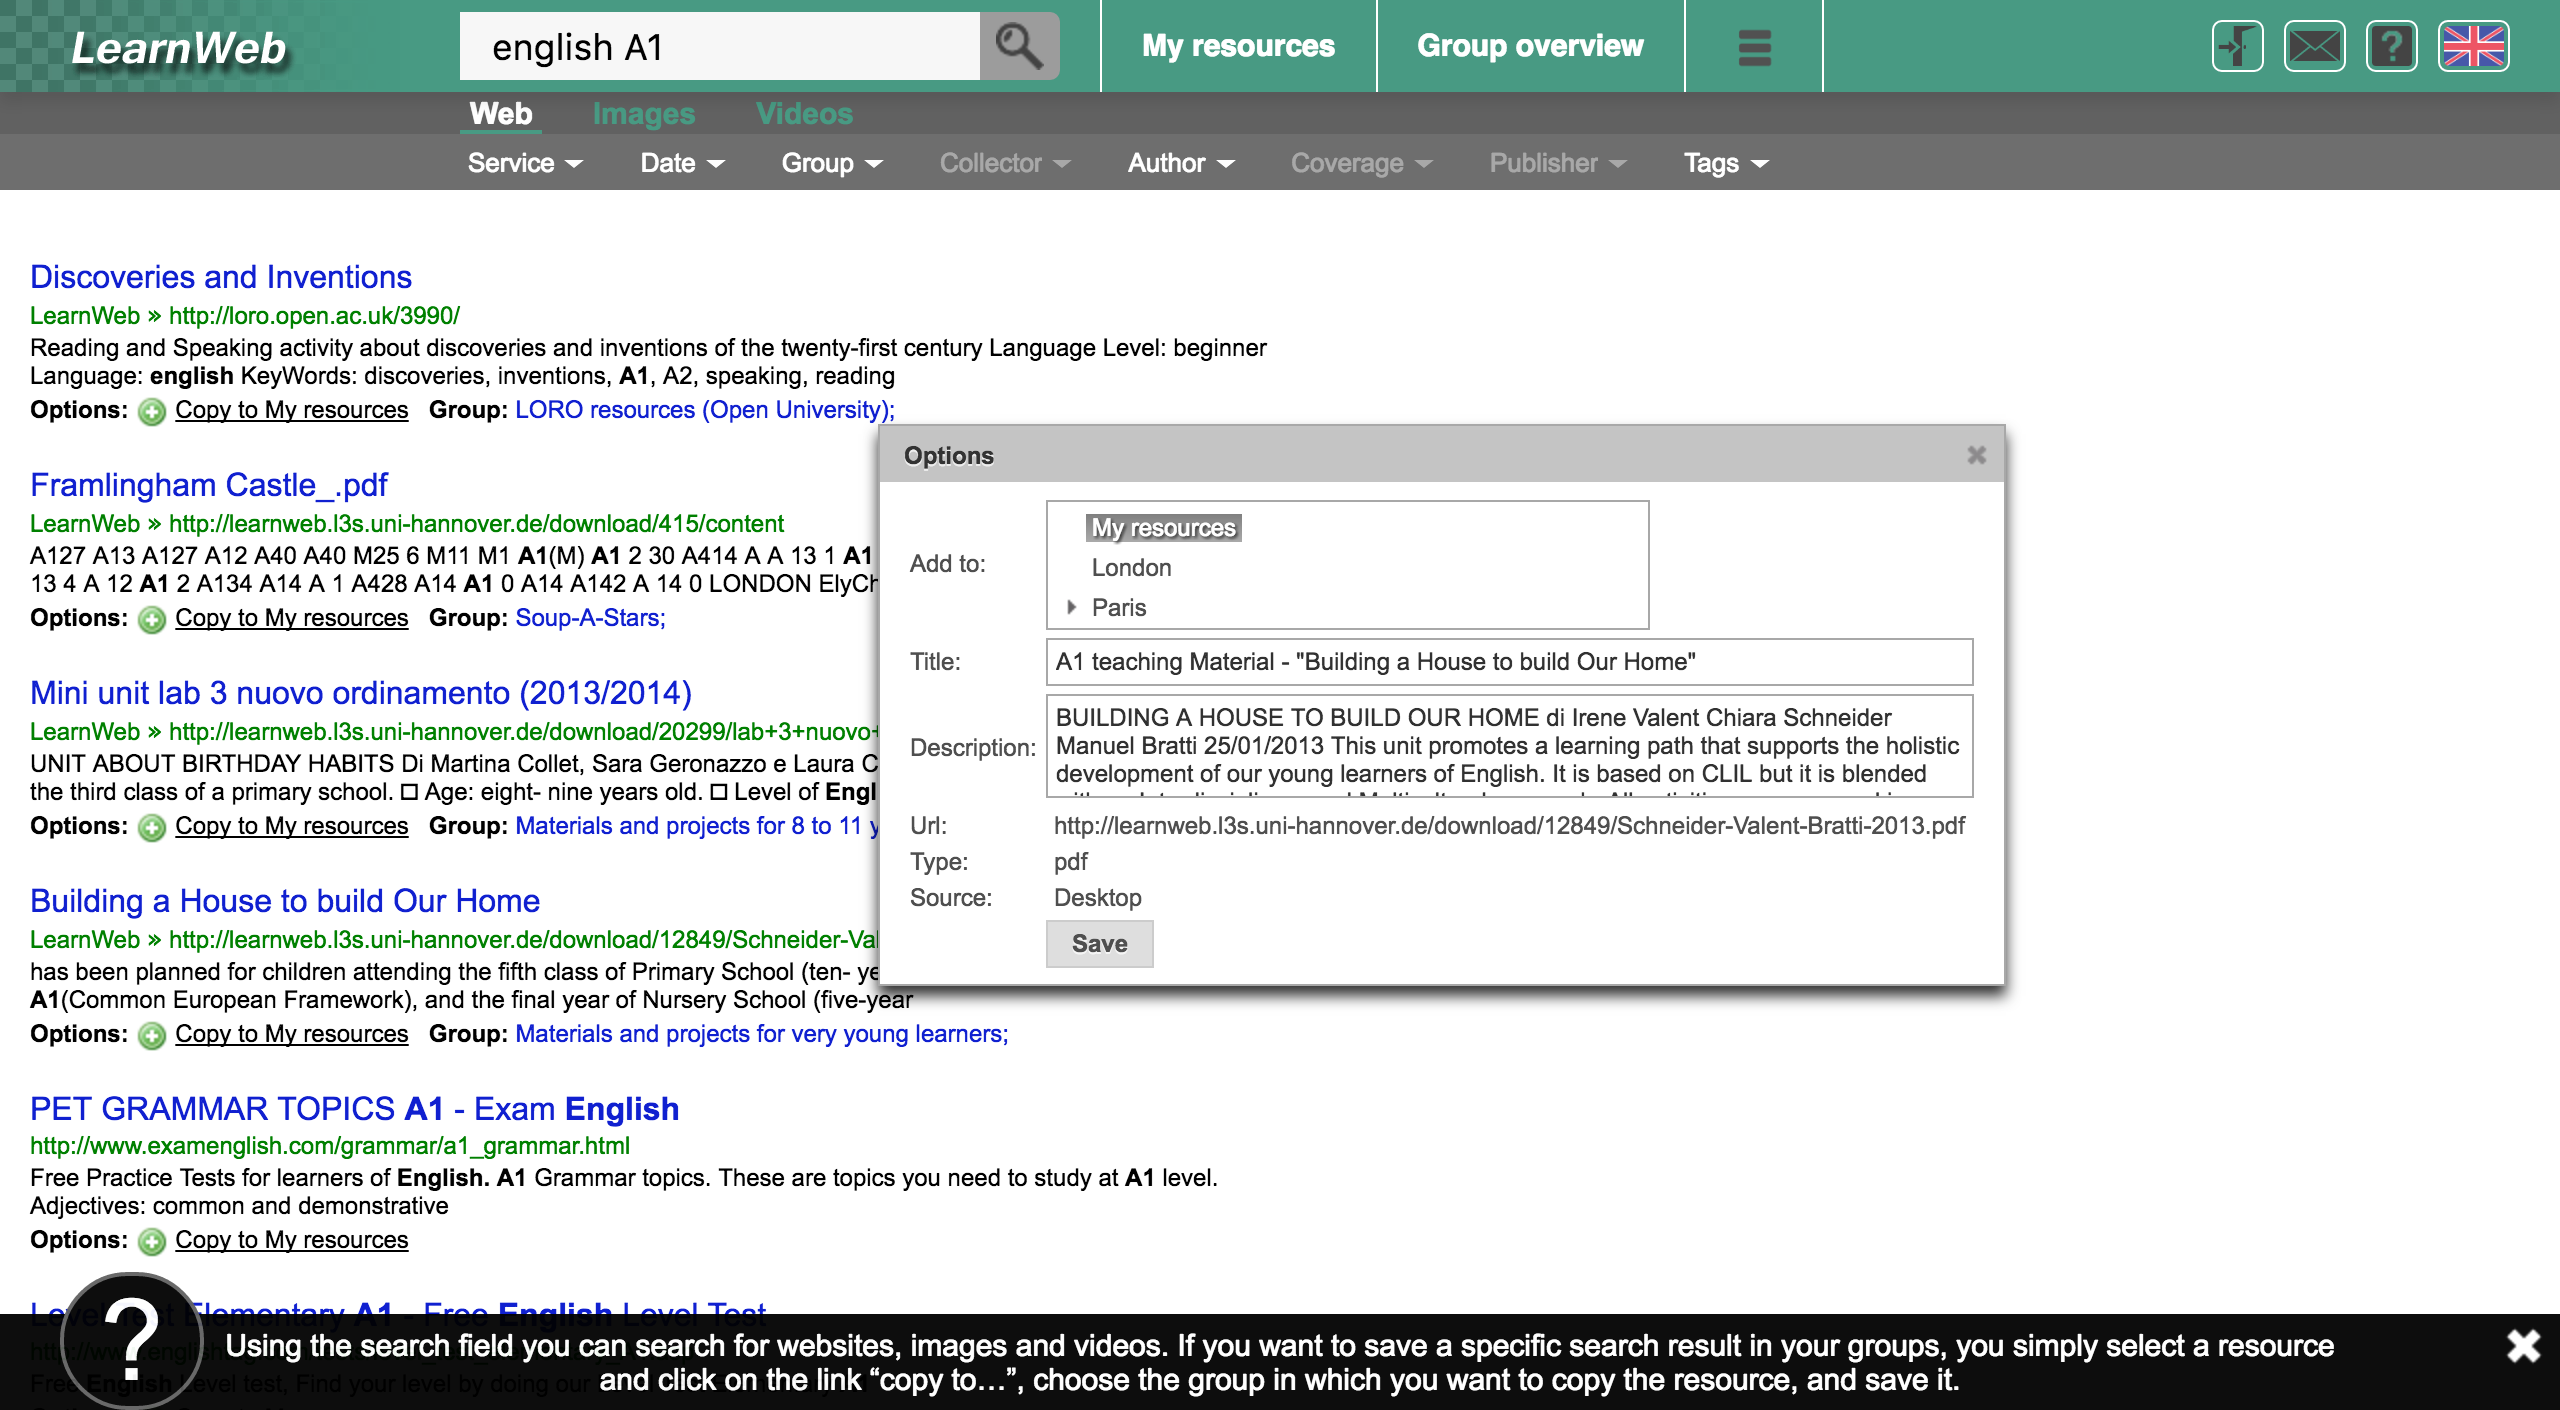 LearnWeb
english A1
My resources
Group overview
Web
Images
Videos
Service
Date
Group
Collector
Author
Coverage
Publisher
Tags
Discoveries and Inventions
LearnWeb » http://loro.open.ac.uk/3990/
Reading and Speaking activity about discoveries and inventions of the twenty-first century Language Level: beginner
Language: english KeyWords: discoveries, inventions, A1, A2, speaking, reading
Options: Copy to My resources Group: LORO resources (Open University);
Framlingham Castle_.pdf
LearnWeb » http://learnweb.l3s.uni-hannover.de/download/415/content
A127 A13 A127 A12 A40 A40 M25 6 M11 M1 A1(M) A1 2 30 A414 A A 13 1 A1
13 4 A 12 A1 2 A134 A14 A 1 A428 A14 A1 0 A14 A142 A 14 0 LONDON ElyCh
Options: Copy to My resources Group: Soup-A-Stars;
Mini unit lab 3 nuovo ordinamento (2013/2014)
LearnWeb » http://learnweb.l3s.uni-hannover.de/download/20299/lab+3+nuovo+
UNIT ABOUT BIRTHDAY HABITS Di Martina Collet, Sara Geronazzo e Laura C
the third class of a primary school. □ Age: eight- nine years old. □ Level of Engl
Options: Copy to My resources Group: Materials and projects for 8 to 11 y
Building a House to build Our Home
LearnWeb » http://learnweb.l3s.uni-hannover.de/download/12849/Schneider-Val
has been planned for children attending the fifth class of Primary School (ten- ye
A1(Common European Framework), and the final year of Nursery School (five-year
Options: Copy to My resources Group: Materials and projects for very young learners;
PET GRAMMAR TOPICS A1 - Exam English
http://www.examenglish.com/grammar/a1_grammar.html
Free Practice Tests for learners of English. A1 Grammar topics. These are topics you need to study at A1 level.
Adjectives: common and demonstrative
Options: Copy to My resources
Level Test Elementary A1 - Free English Level Test
Options
Add to:
My resources
London
Paris
Title: A1 teaching Material - "Building a House to build Our Home"
Description:
BUILDING A HOUSE TO BUILD OUR HOME di Irene Valent Chiara Schneider
Manuel Bratti 25/01/2013 This unit promotes a learning path that supports the holistic
development of our young learners of English. It is based on CLIL but it is blended
Url: http://learnweb.l3s.uni-hannover.de/download/12849/Schneider-Valent-Bratti-2013.pdf
Type: pdf
Source: Desktop
Save
?
Using the search field you can search for websites, images and videos. If you want to save a specific search result in your groups, you simply select a resource
and click on the link “copy to…”, choose the group in which you want to copy the resource, and save it.